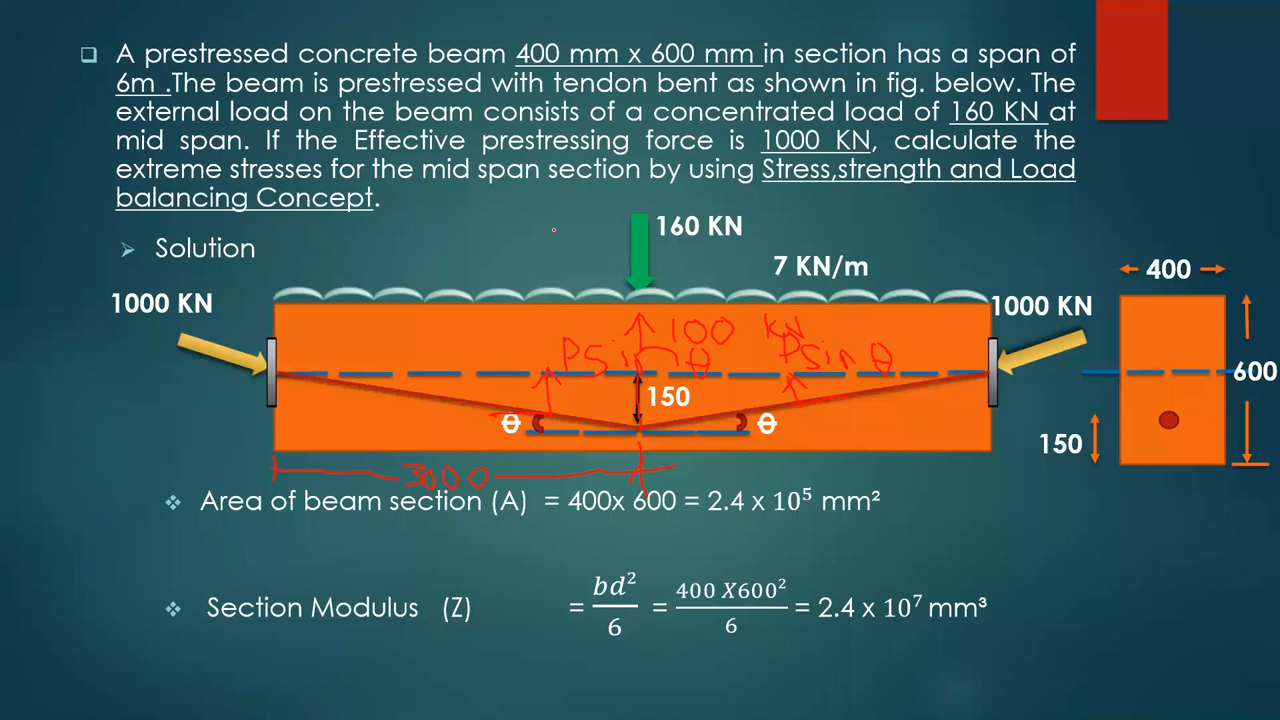 A prestressed concrete beam 400 mm x 600 mm in section has a span of
6m .The beam is prestressed with tendon bent as shown in fig. below. The
external load on the beam consists of a concentrated load of 160 KN at
mid span. If the Effective prestressing force is 1000 KN, calculate the
extreme stresses for the mid span section by using Stress,strength and Load
balancing Concept.
Solution
160 KN
7 KN/m
400
1000 KN
1000 KN
100 KN
PSin θ
PSin θ
600
150
θ
θ
150
3000
Area of beam section (A) = 400x 600 = 2.4 x 10⁵ mm²
Section Modulus (Z) = bd²/6 = 400 X600²/6 = 2.4 x 10⁷ mm³